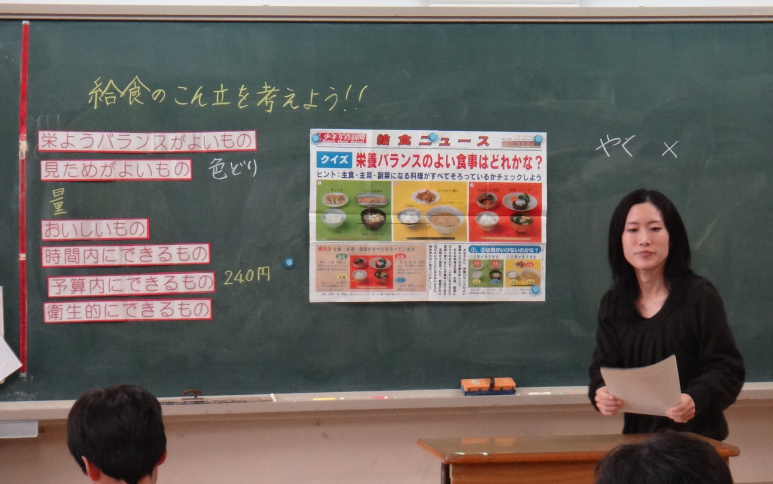 給食のこん立を考えよう!!
栄ようバランスがよいもの
見ためがよいもの 色どり
量
おいしいもの
時間内にできるもの
予算内にできるもの 240円
衛生的にできるもの
少年写真新聞
給食ニュース
クイズ 栄養バランスのよい食事はどれかな?
ヒント:主食・主菜・副菜になる料理がすべてそろっているかチェックしよう
やく ×